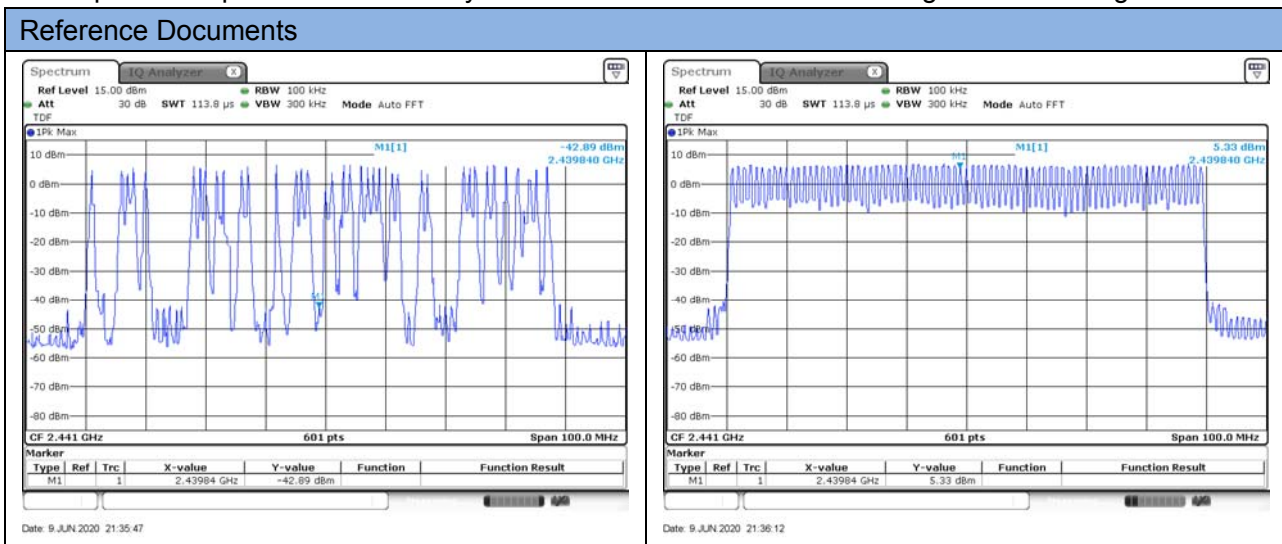 Reference Documents
Spectrum IQ Analyzer X
Ref Level 15.00 dBm RBW 100 kHz
Att 30 dB SWT 113.8 µs VBW 300 kHz Mode Auto FFT
TDF
1Pk Max
M1[1] -42.89 dBm
2.439840 GHz
10 dBm
0 dBm
-10 dBm
-20 dBm
-30 dBm
-40 dBm
-50 dBm
-60 dBm
-70 dBm
-80 dBm
CF 2.441 GHz 601 pts Span 100.0 MHz
Marker
Type Ref Trc X-value Y-value Function Function Result
M1 1 2.43984 GHz -42.89 dBm
Date: 9.JUN.2020 21:35:47
Spectrum IQ Analyzer X
Ref Level 15.00 dBm RBW 100 kHz
Att 30 dB SWT 113.8 µs VBW 300 kHz Mode Auto FFT
TDF
1Pk Max
M1[1] 5.33 dBm
2.439840 GHz
M1
10 dBm
0 dBm
-10 dBm
-20 dBm
-30 dBm
-40 dBm
-50 dBm
-60 dBm
-70 dBm
-80 dBm
CF 2.441 GHz 601 pts Span 100.0 MHz
Marker
Type Ref Trc X-value Y-value Function Function Result
M1 1 2.43984 GHz 5.33 dBm
Date: 9.JUN.2020 21:36:12